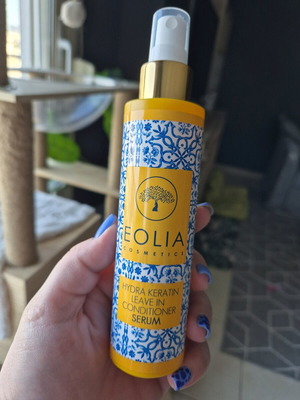 EOLIA
COSMETICS
HYDRA KERATIN
LEAVE IN
CONDITIONER
SERUM